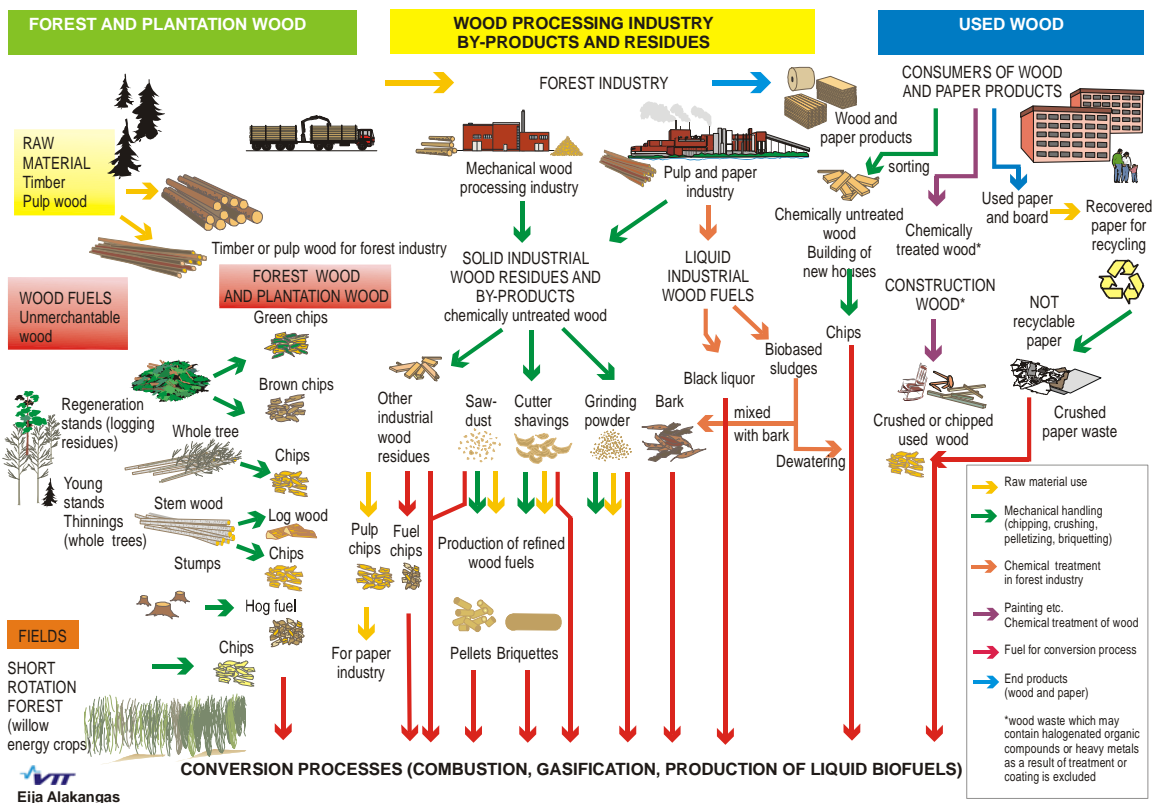 FOREST AND PLANTATION WOOD
WOOD PROCESSING INDUSTRY
BY-PRODUCTS AND RESIDUES
USED WOOD
RAW
MATERIAL
Timber
Pulp wood
Timber or pulp wood for forest industry
WOOD FUELS
Unmerchantable
wood
FOREST WOOD
AND PLANTATION WOOD
Green chips
Brown chips
Regeneration
stands (logging
residues)
Whole tree
Chips
Young
stands
Thinnings
(whole trees)
Stem wood
Log wood
Chips
Stumps
Hog fuel
FIELDS
Chips
SHORT
ROTATION
FOREST
(willow
energy crops)
FOREST INDUSTRY
Mechanical wood
processing industry
Pulp and paper
industry
Wood and
paper products
SOLID INDUSTRIAL
WOOD RESIDUES AND
BY-PRODUCTS
chemically untreated wood
LIQUID
INDUSTRIAL
WOOD FUELS
Black liquor
Biobased
sludges
Other
industrial
wood
residues
Saw-
dust
Cutter
shavings
Grinding
powder
Bark
mixed
with bark
Dewatering
Pulp
chips
Fuel
chips
Production of refined
wood fuels
For paper
industry
Pellets
Briquettes
CONSUMERS OF WOOD
AND PAPER PRODUCTS
sorting
Chemically untreated
wood
Building of
new houses
Chips
Chemically
treated wood*
Used paper
and board
Recovered
paper for
recycling
CONSTRUCTION
WOOD*
NOT
recyclable
paper
Crushed or chipped
used wood
Crushed
paper waste
Raw material use
Mechanical handling
(chipping, crushing,
pelletizing, briquetting)
Chemical treatment
in forest industry
Painting etc.
Chemical treatment of wood
Fuel for conversion process
End products
(wood and paper)
*wood waste which may
contain halogenated organic
compounds or heavy metals
as a result of treatment or
coating is excluded
CONVERSION PROCESSES (COMBUSTION, GASIFICATION, PRODUCTION OF LIQUID BIOFUELS)
VTT
Eija Alakangas